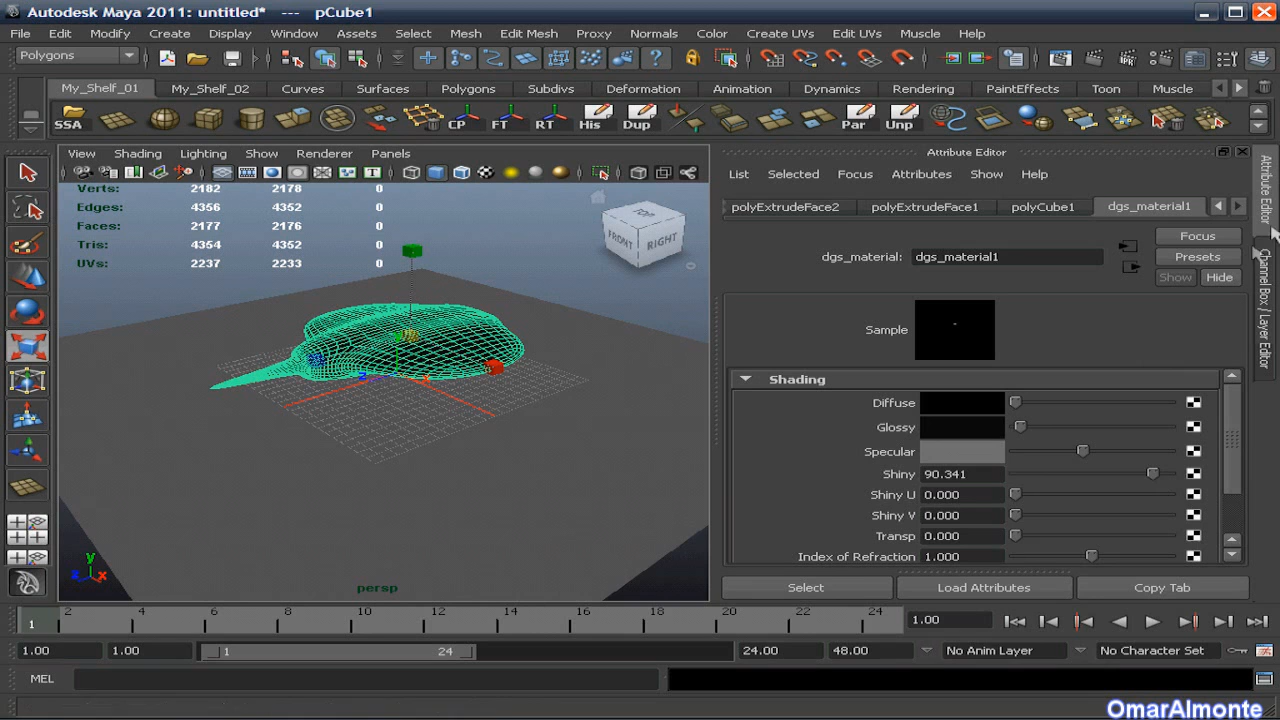 Autodesk Maya 2011: untitled* --- pCube1
File Edit Modify Create Display Window Assets Select Mesh Edit Mesh Proxy Normals Color Create UVs Edit UVs Muscle Help
Polygons
IPR
My_Shelf_01 My_Shelf_02 Curves Surfaces Polygons Subdivs Deformation Animation Dynamics Rendering PaintEffects Toon Muscle
SSA CP FT RT His Dup Par Unp
View Shading Lighting Show Renderer Panels
Attribute Editor
List Selected Focus Attributes Show Help
Verts: 2182 2178 0
Edges: 4356 4352 0
Faces: 2177 2176 0
Tris: 4354 4352 0
UVs: 2237 2233 0
TOP
FRONT RIGHT
polyExtrudeFace2 polyExtrudeFace1 polyCube1 dgs_material1
Focus
dgs_material: dgs_material1 Presets
Show Hide
Sample
Shading
Diffuse
Glossy
Specular
Shiny 90.341
Shiny U 0.000
Shiny V 0.000
Transp 0.000
Index of Refraction 1.000
Select Load Attributes Copy Tab
Attribute Editor
Channel Box / Layer Editor
y
z x
persp
2 4 6 8 10 12 14 16 18 20 22 24
1 1.00
1.00 1.00 1 24 24.00 48.00 No Anim Layer No Character Set
MEL
OmarAlmonte